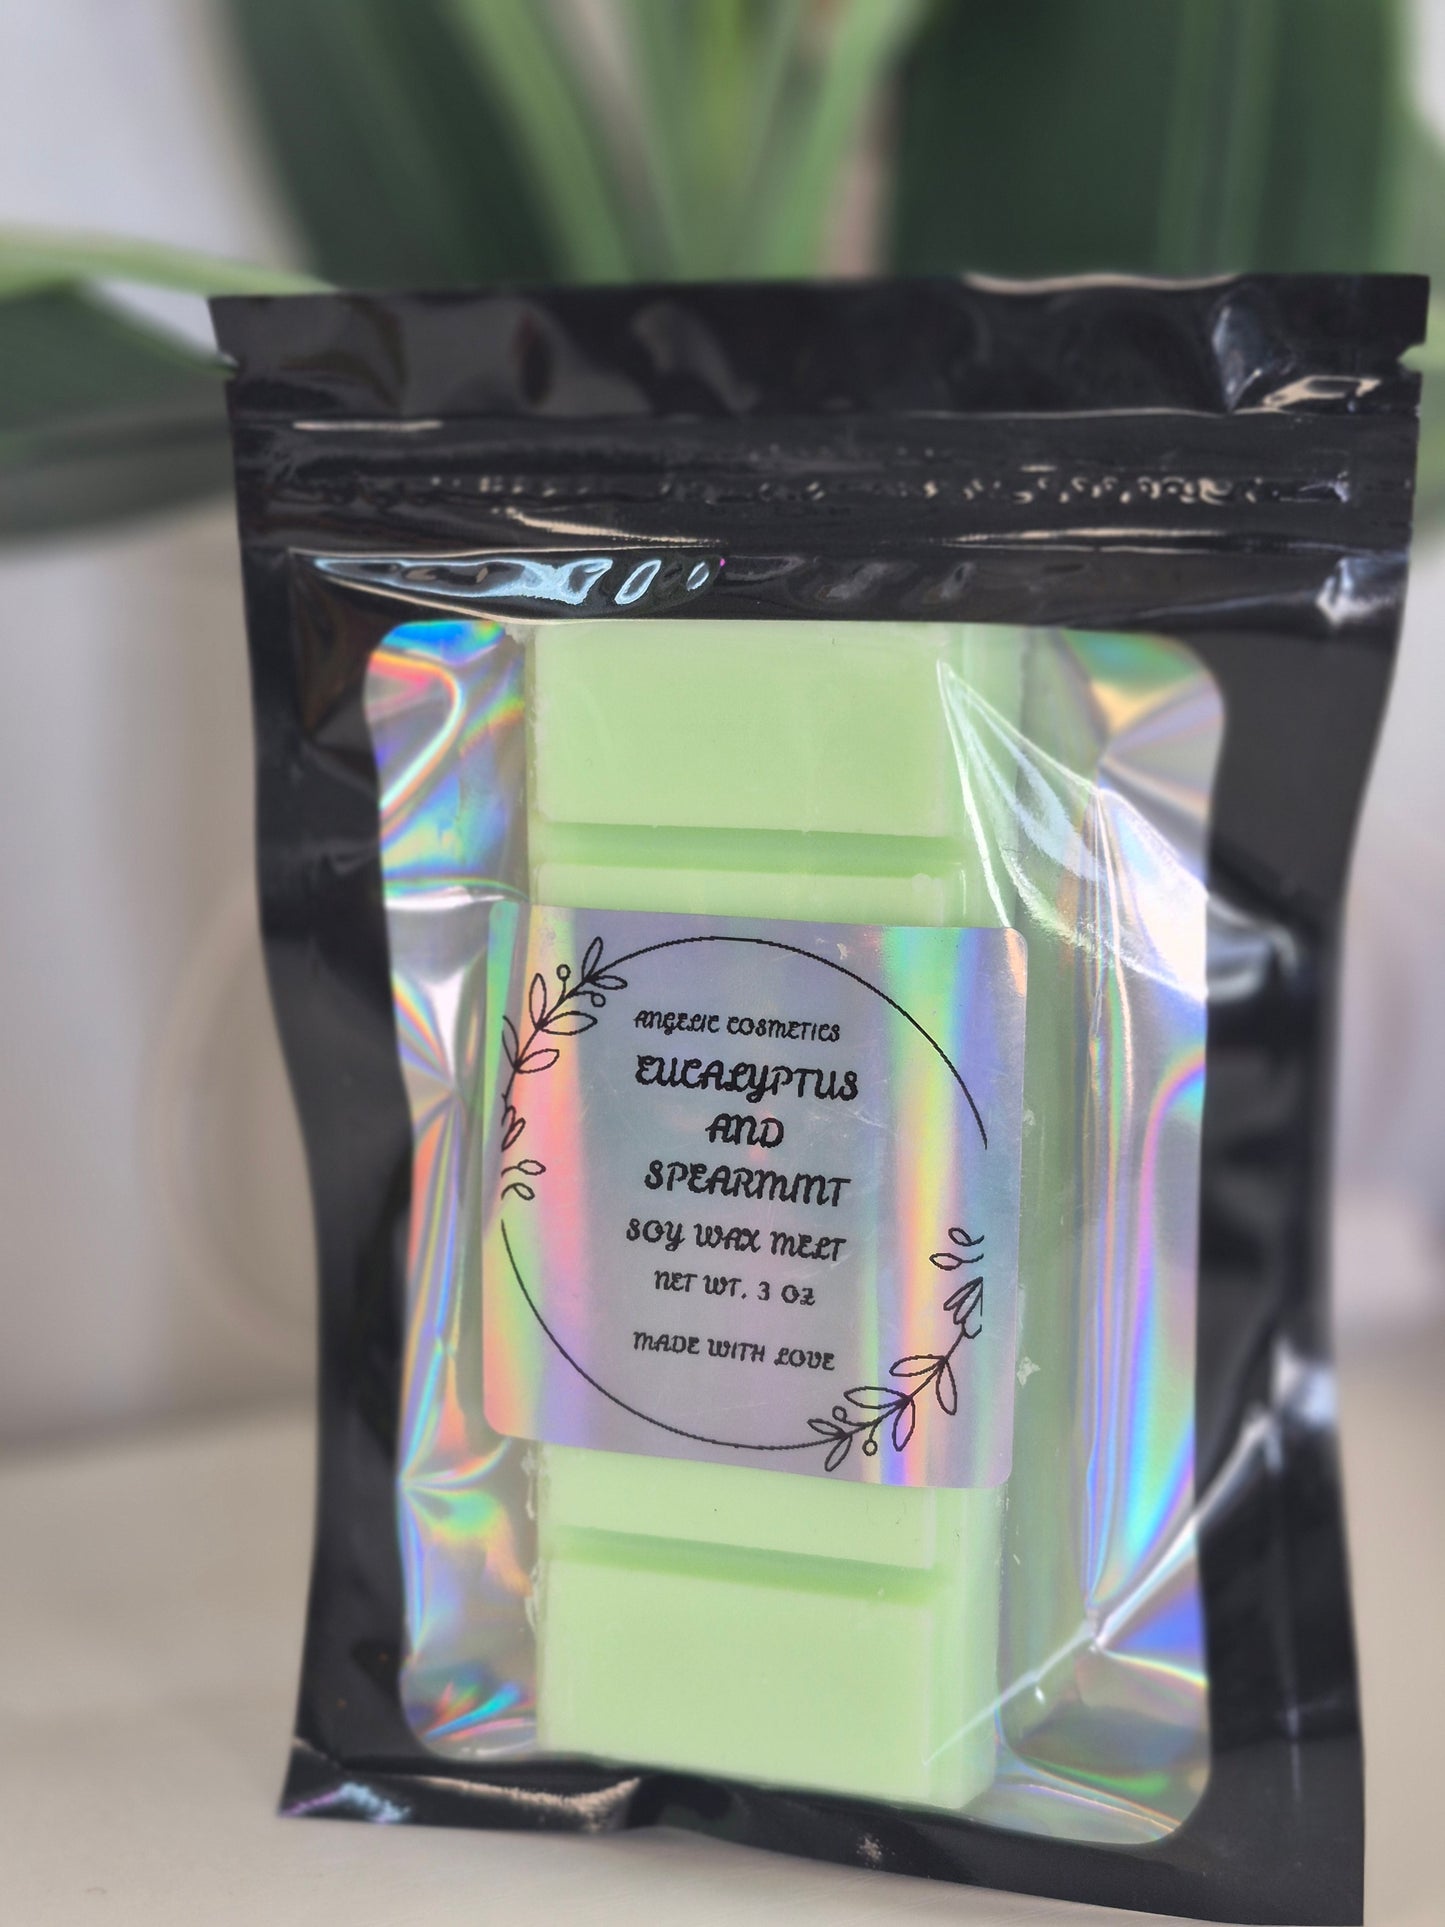 ANGELIC COSMETICS
EUCALYPTUS
AND
SPEARMINT
SOY WAX MELT
NET WT. 3 OZ
MADE WITH LOVE